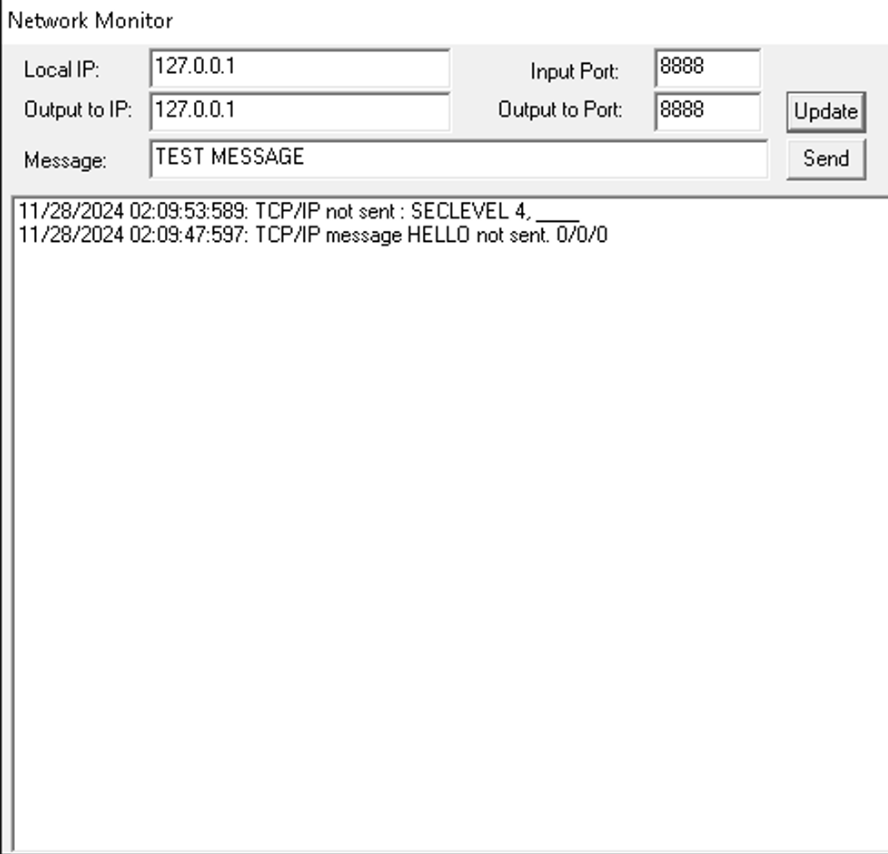 Network Monitor
Local IP: 127.0.0.1 Input Port: 8888
Output to IP: 127.0.0.1 Output to Port: 8888 Update
Message: TEST MESSAGE Send
11/28/2024 02:09:53:589: TCP/IP not sent : SECLEVEL 4, ____
11/28/2024 02:09:47:597: TCP/IP message HELLO not sent. 0/0/0